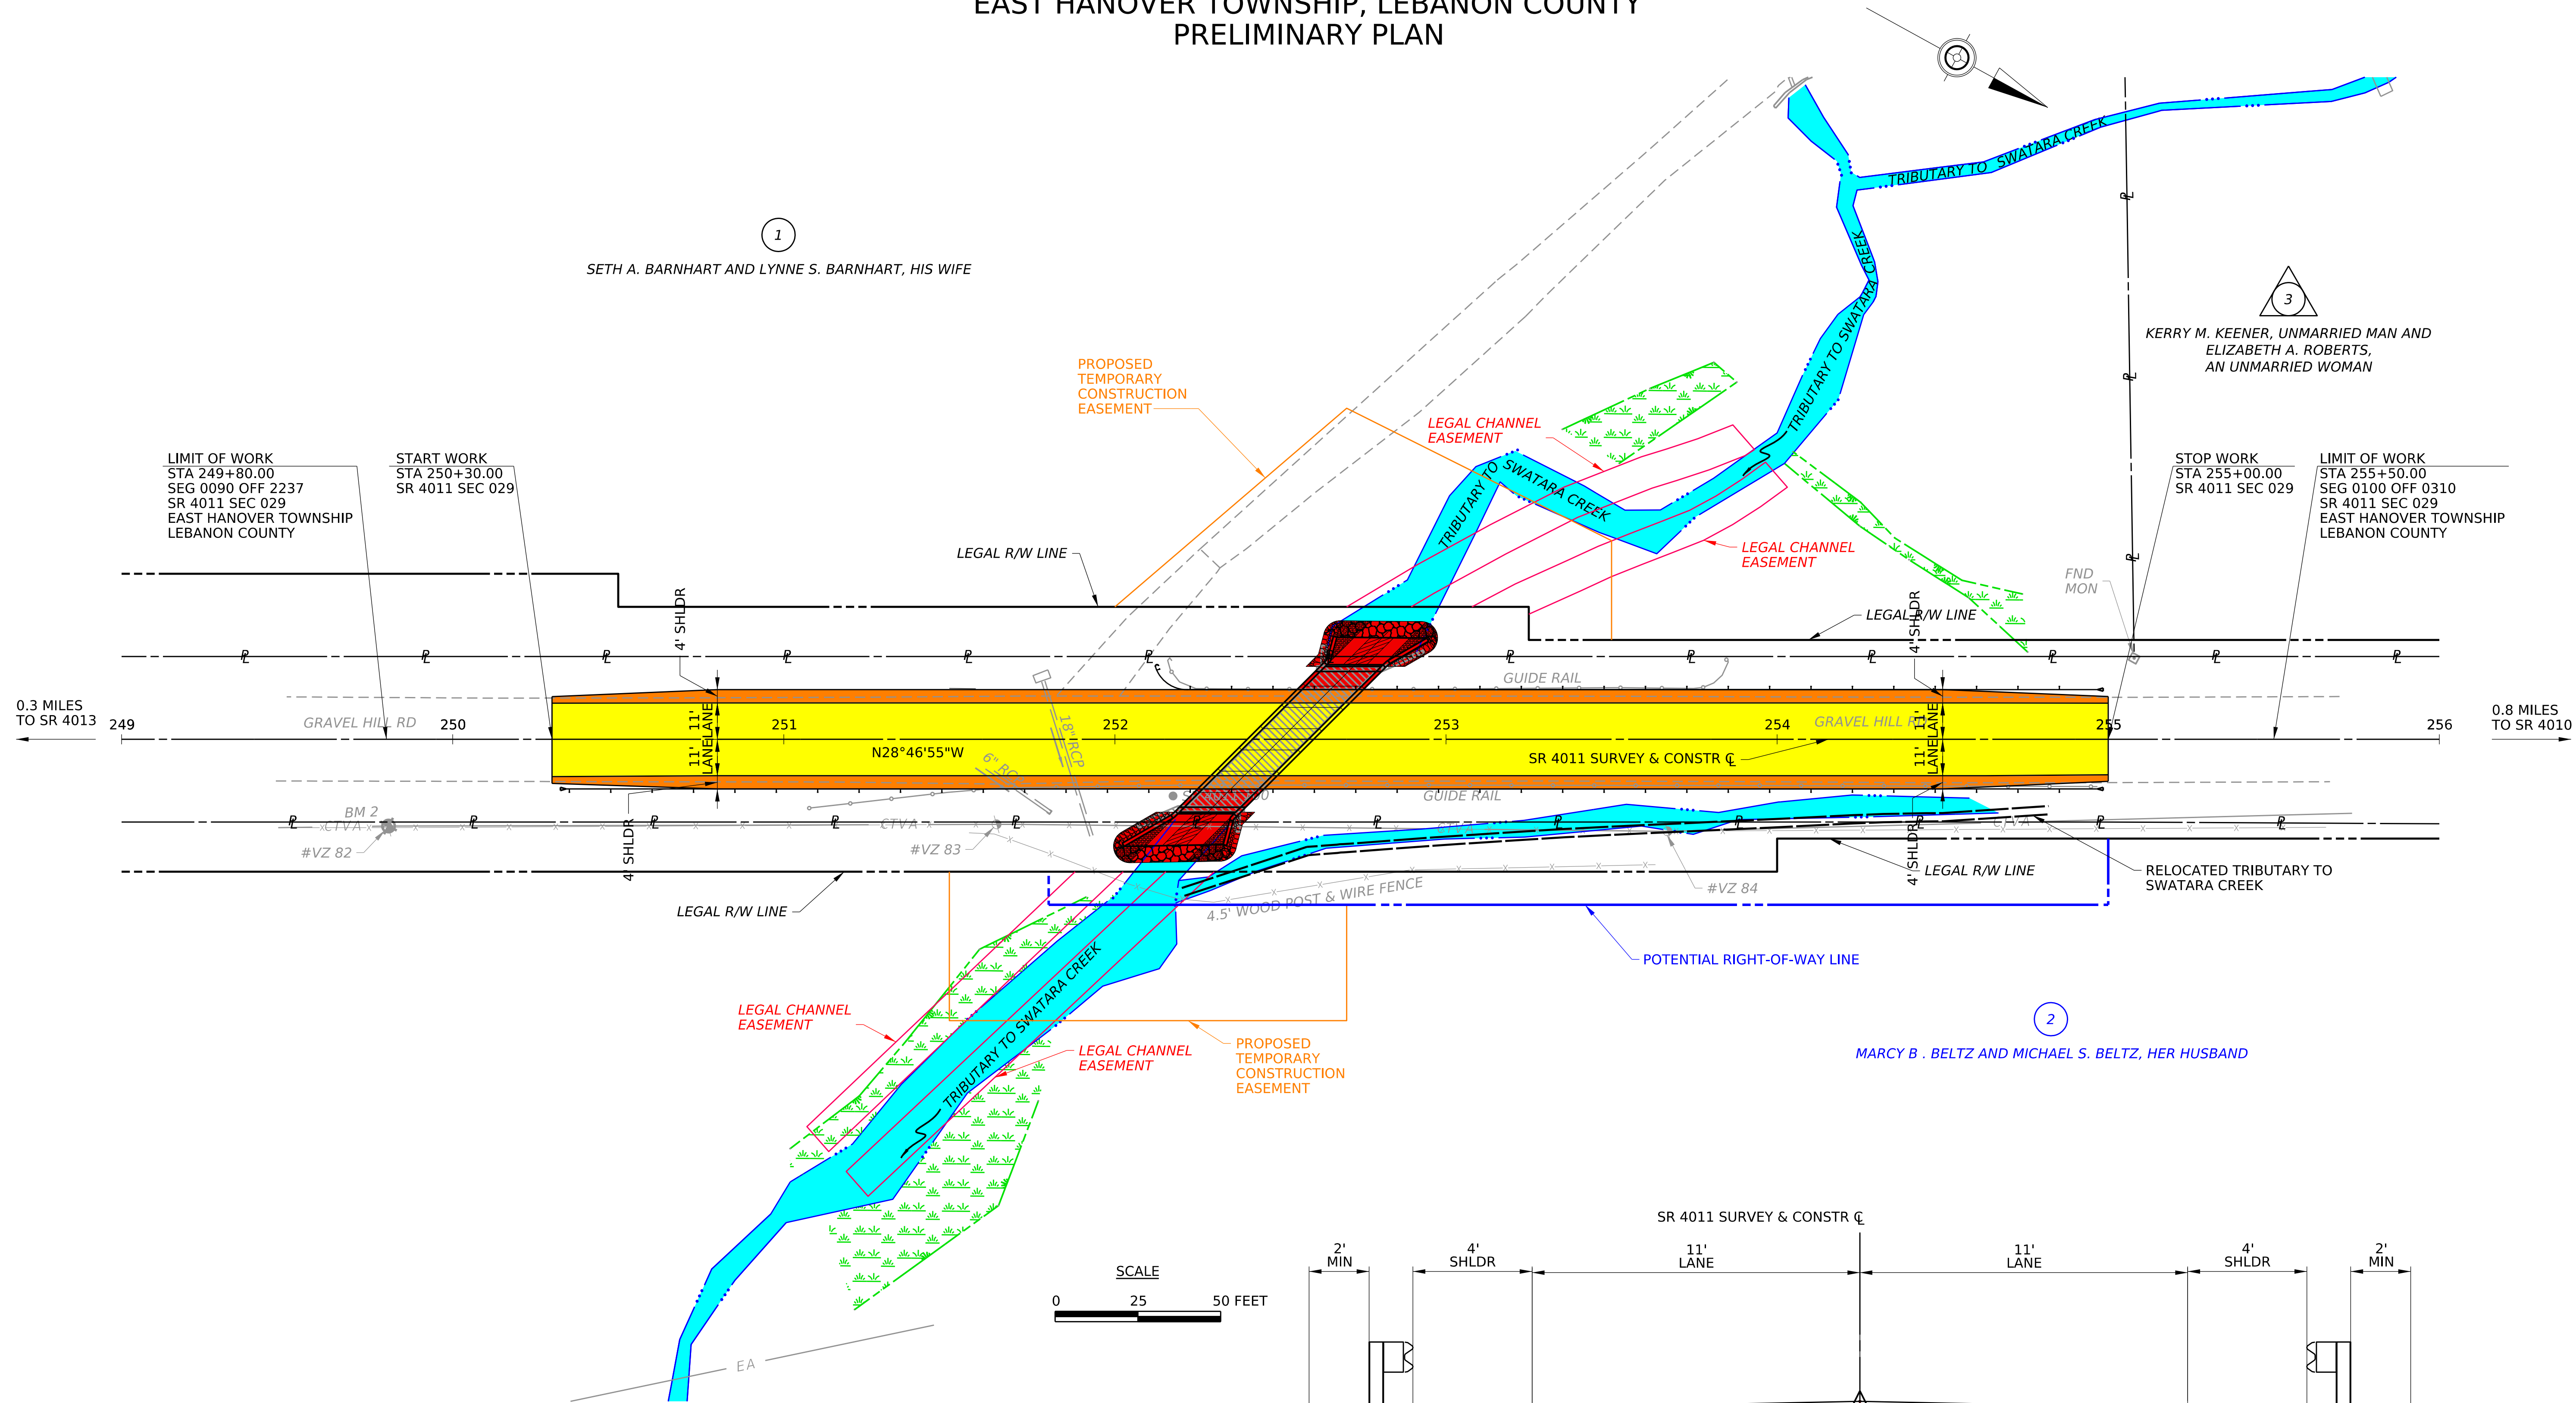 EAST HANOVER TOWNSHIP, LEBANON COUNTY
PRELIMINARY PLAN
TRIBUTARY TO SWATARA CREEK
TRIBUTARY TO SWATARA CREEK
1
SETH A. BARNHART AND LYNNE S. BARNHART, HIS WIFE
3
KERRY M. KEENER, UNMARRIED MAN AND
ELIZABETH A. ROBERTS,
AN UNMARRIED WOMAN
PROPOSED
TEMPORARY
CONSTRUCTION
EASEMENT
LEGAL CHANNEL
EASEMENT
TRIBUTARY TO SWATARA CREEK
LEGAL CHANNEL
EASEMENT
LIMIT OF WORK
STA 249+80.00
SEG 0090 OFF 2237
SR 4011 SEC 029
EAST HANOVER TOWNSHIP
LEBANON COUNTY
START WORK
STA 250+30.00
SR 4011 SEC 029
STOP WORK
STA 255+00.00
SR 4011 SEC 029
LIMIT OF WORK
STA 255+50.00
SEG 0100 OFF 0310
SR 4011 SEC 029
EAST HANOVER TOWNSHIP
LEBANON COUNTY
LEGAL R/W LINE
FND
MON
LEGAL R/W LINE
4' SHLDR
4' SHLDR
GUIDE RAIL
0.3 MILES
TO SR 4013
0.8 MILES
TO SR 4010
249
250
251
252
253
254
255
256
GRAVEL HILL RD
GRAVEL HILL RD
11'
LANE
11'
LANE
11'
LANE
11'
LANE
N28°46'55"W
SR 4011 SURVEY & CONSTR ℄
18" RCP
6" RCP
GUIDE RAIL
BM 2
CTVA
CTVA
CTVA
CTVA
#VZ 82
#VZ 83
#VZ 84
4' SHLDR
4' SHLDR
4.5' WOOD POST & WIRE FENCE
LEGAL R/W LINE
LEGAL R/W LINE
RELOCATED TRIBUTARY TO
SWATARA CREEK
POTENTIAL RIGHT-OF-WAY LINE
2
MARCY B . BELTZ AND MICHAEL S. BELTZ, HER HUSBAND
LEGAL CHANNEL
EASEMENT
TRIBUTARY TO SWATARA CREEK
LEGAL CHANNEL
EASEMENT
PROPOSED
TEMPORARY
CONSTRUCTION
EASEMENT
EA
SCALE
0 25 50 FEET
SR 4011 SURVEY & CONSTR ℄
2'
MIN
4'
SHLDR
11'
LANE
11'
LANE
4'
SHLDR
2'
MIN